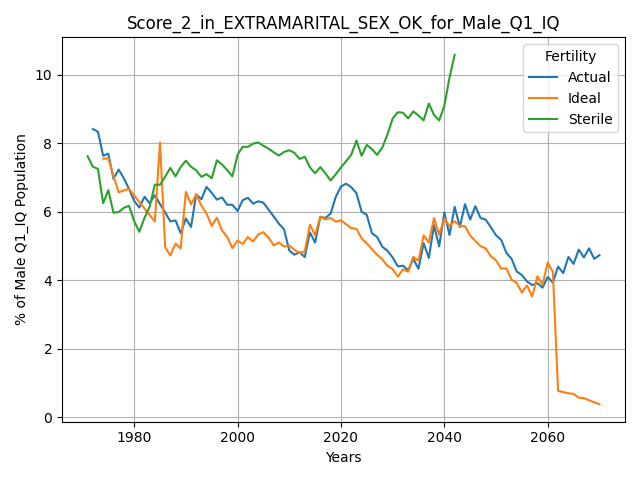 Score_2_in_EXTRAMARITAL_SEX_OK_for_Male_Q1_IQ
% of Male Q1_IQ Population
10
8
6
4
2
0
Fertility
Actual
Ideal
Sterile
1980
2000
2020
2040
2060
Years